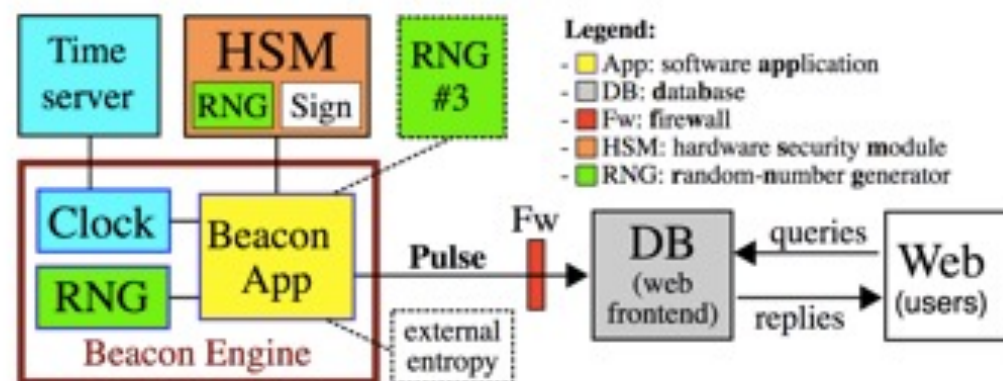 Time
server
HSM
RNG
Sign
RNG
#3
Legend:
- App: software application
- DB: database
- Fw: firewall
- HSM: hardware security module
- RNG: random-number generator
Clock
RNG
Beacon
App
Beacon Engine
Pulse
Fw
external
entropy
DB
(web
frontend)
queries
replies
Web
(users)